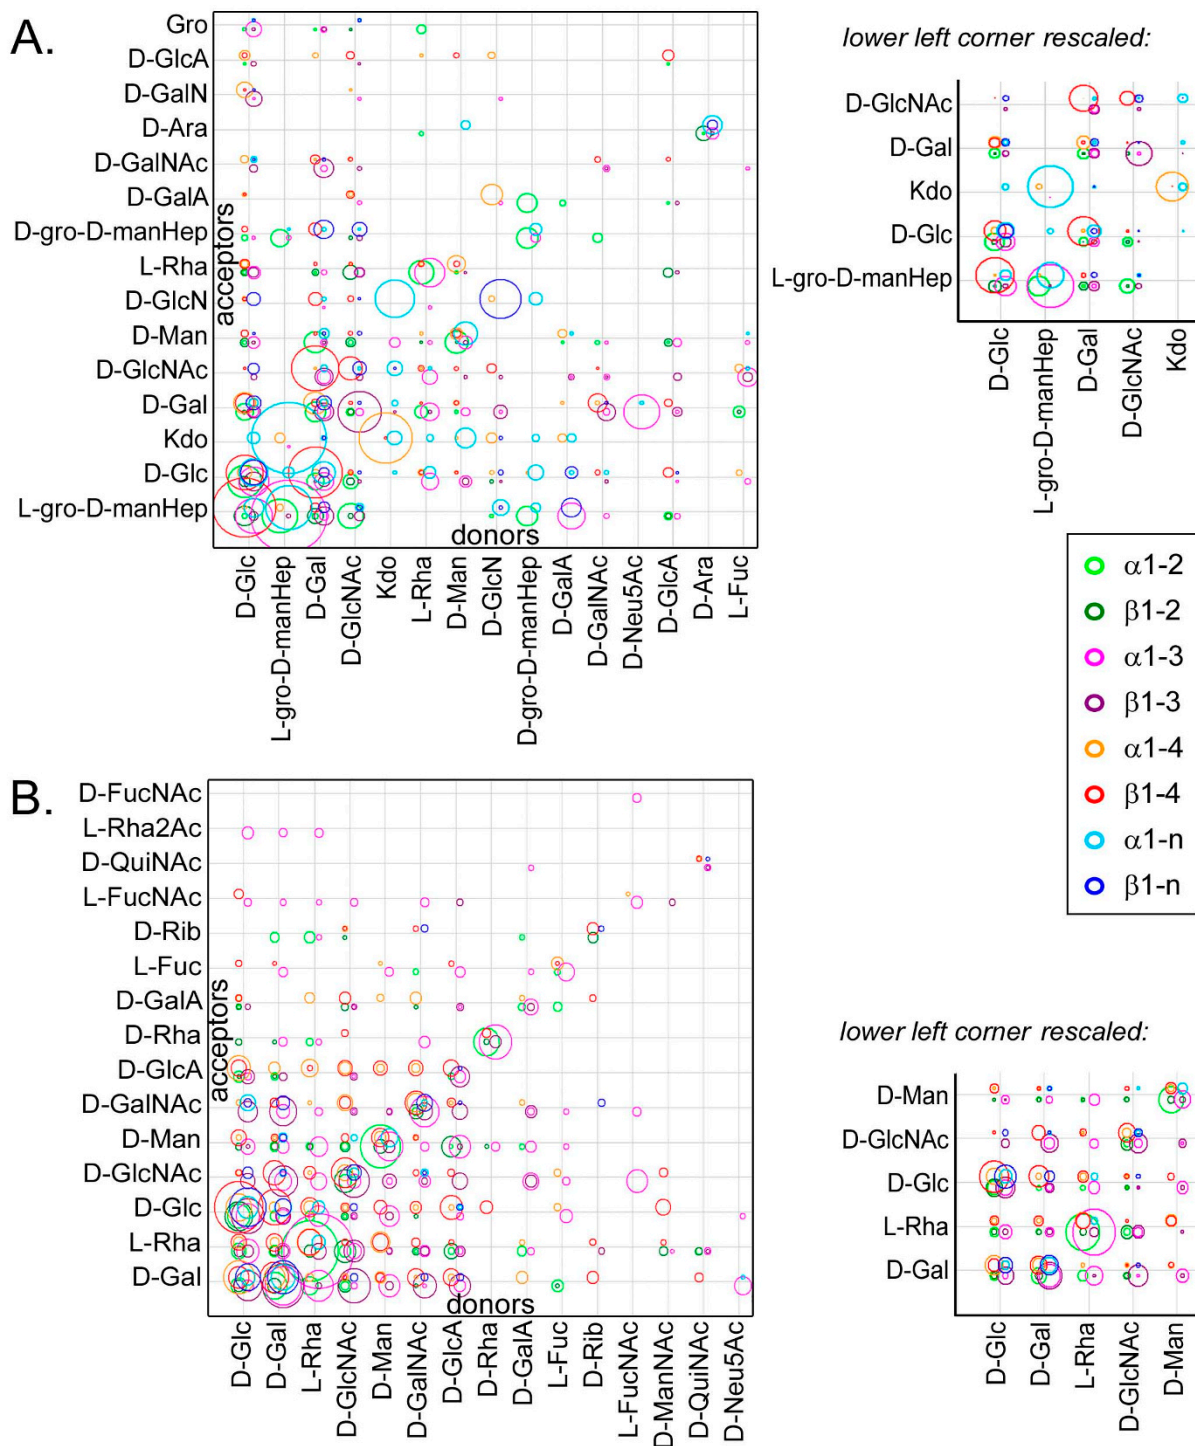 A.
Gro
D-GlcA
D-GalN
D-Ara
D-GalNAc
D-GalA
D-gro-D-manHep
L-Rha
D-GlcN
D-Man
D-GlcNAc
D-Gal
Kdo
D-Glc
L-gro-D-manHep
acceptors
donors
D-Glc
L-gro-D-manHep
D-Gal
D-GlcNAc
Kdo
L-Rha
D-Man
D-GlcN
D-gro-D-manHep
D-GalA
D-GalNAc
D-Neu5Ac
D-GlcA
D-Ara
L-Fuc
lower left corner rescaled:
D-GlcNAc
D-Gal
Kdo
D-Glc
L-gro-D-manHep
D-Glc
L-gro-D-manHep
D-Gal
D-GlcNAc
Kdo
α1-2
β1-2
α1-3
β1-3
α1-4
β1-4
α1-n
β1-n
B.
D-FucNAc
L-Rha2Ac
D-QuiNAc
L-FucNAc
D-Rib
L-Fuc
D-GalA
D-Rha
D-GlcA
D-GalNAc
D-Man
D-GlcNAc
D-Glc
L-Rha
D-Gal
acceptors
donors
D-Glc
D-Gal
L-Rha
D-GlcNAc
D-Man
D-GalNAc
D-GlcA
D-Rha
D-GalA
L-Fuc
D-Rib
L-FucNAc
D-ManNAc
D-QuiNAc
D-Neu5Ac
lower left corner rescaled:
D-Man
D-GlcNAc
D-Glc
L-Rha
D-Gal
D-Glc
D-Gal
L-Rha
D-GlcNAc
D-Man